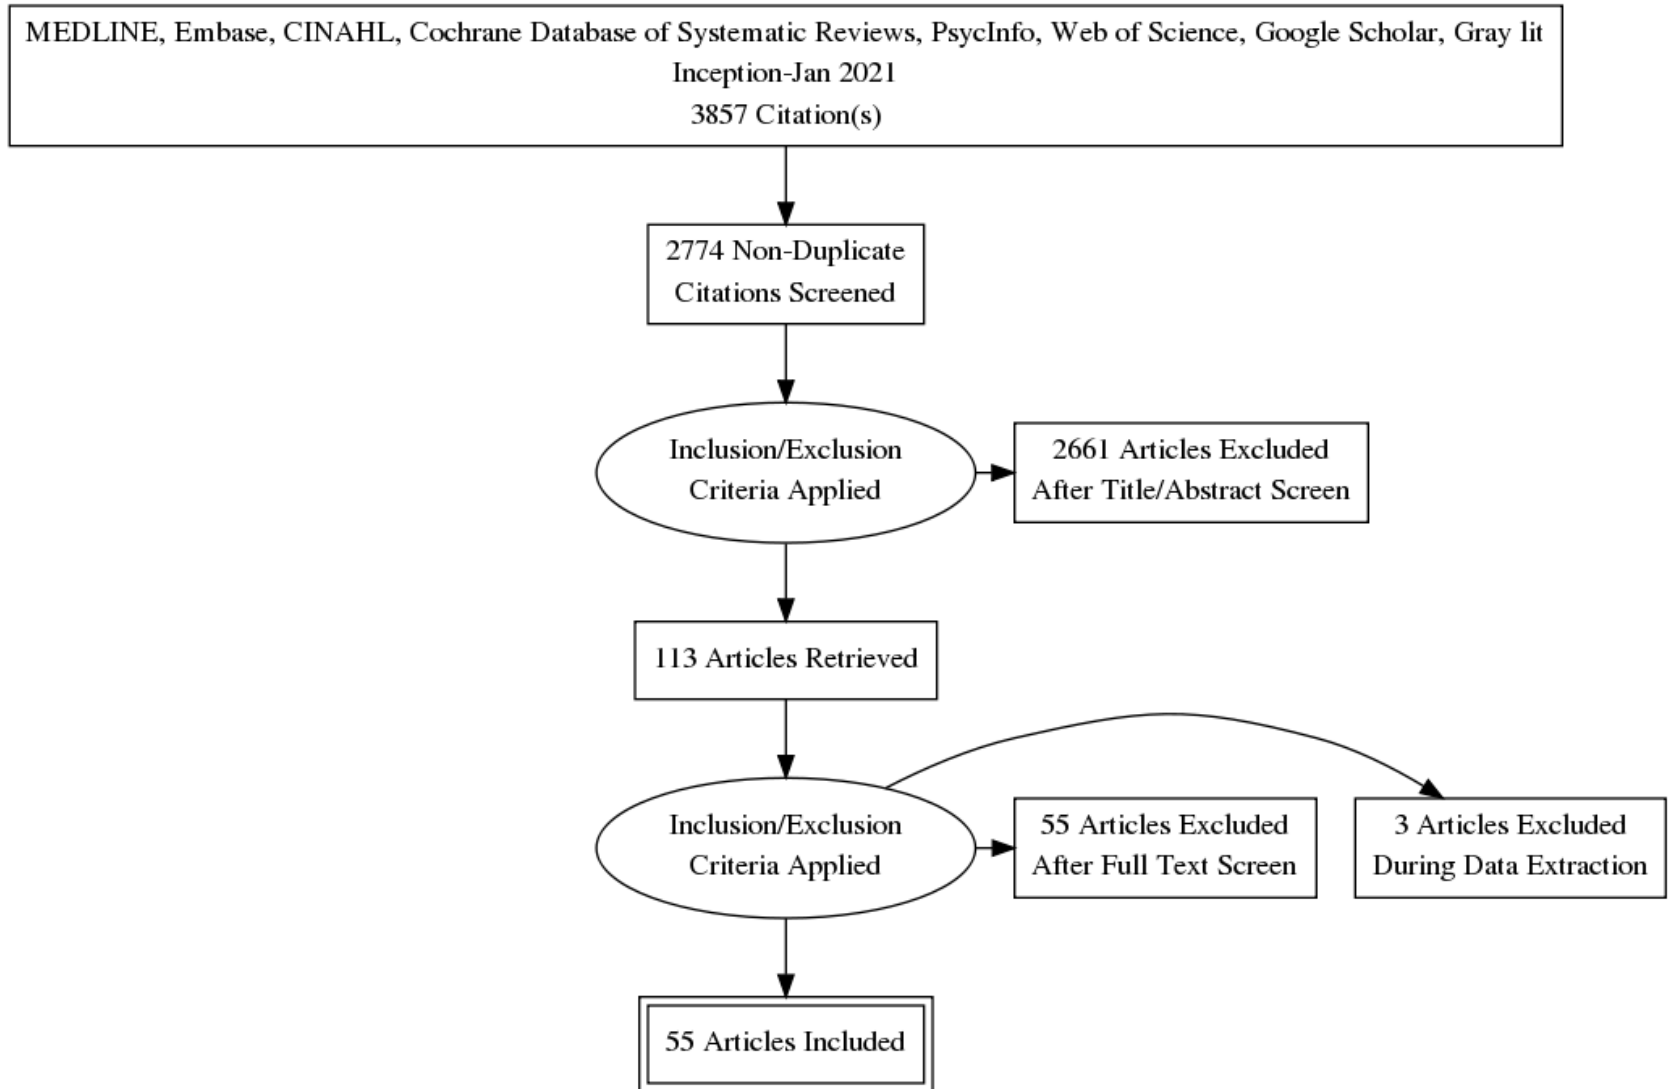 MEDLINE, Embase, CINAHL, Cochrane Database of Systematic Reviews, PsycInfo, Web of Science, Google Scholar, Gray lit
Inception-Jan 2021
3857 Citation(s)
2774 Non-Duplicate
Citations Screened
Inclusion/Exclusion
Criteria Applied
2661 Articles Excluded
After Title/Abstract Screen
113 Articles Retrieved
Inclusion/Exclusion
Criteria Applied
55 Articles Excluded
After Full Text Screen
3 Articles Excluded
During Data Extraction
55 Articles Included